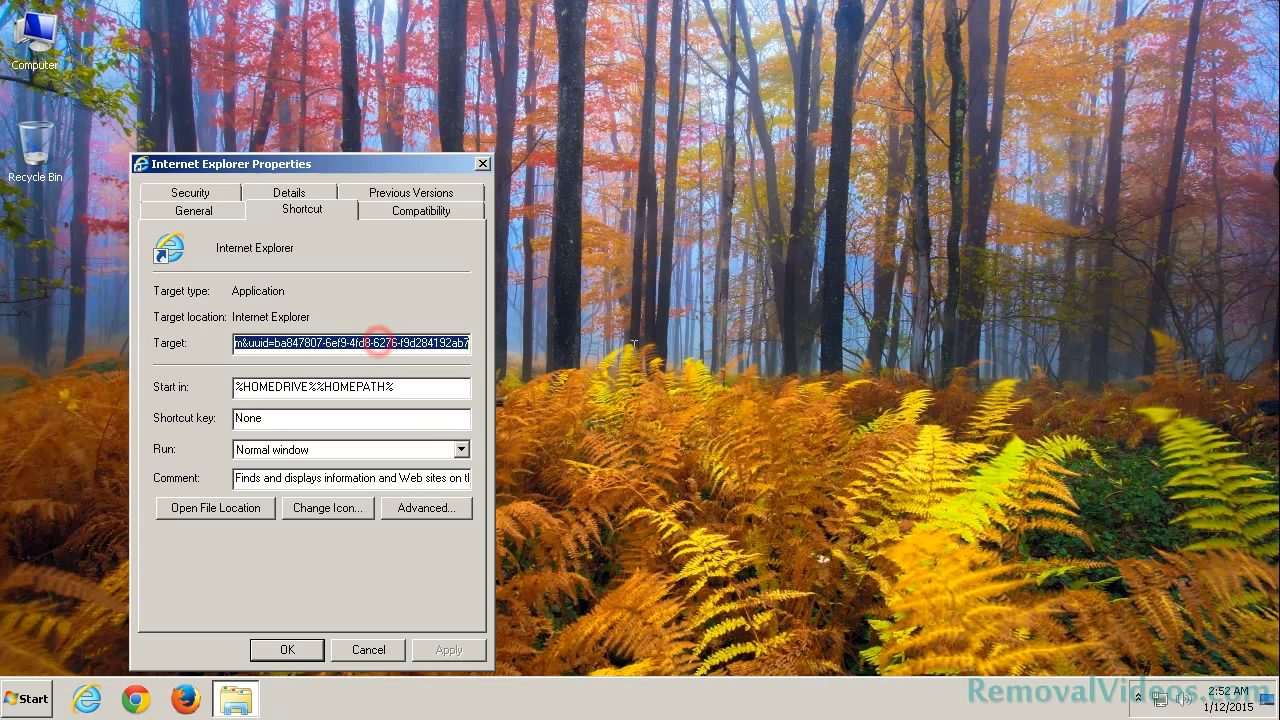 Computer
Recycle Bin
Internet Explorer Properties
Security Details Previous Versions
General Shortcut Compatibility
Internet Explorer
Target type: Application
Target location: Internet Explorer
Target: m&uuid=ba847807-6ef9-4fd8-6276-f9d284192ab7
Start in: %HOMEDRIVE%%HOMEPATH%
Shortcut key: None
Run: Normal window
Comment: Finds and displays information and Web sites on tl
Open File Location Change Icon... Advanced...
OK Cancel Apply
RemovalVideos.com
Start
2:52 AM
1/12/2015